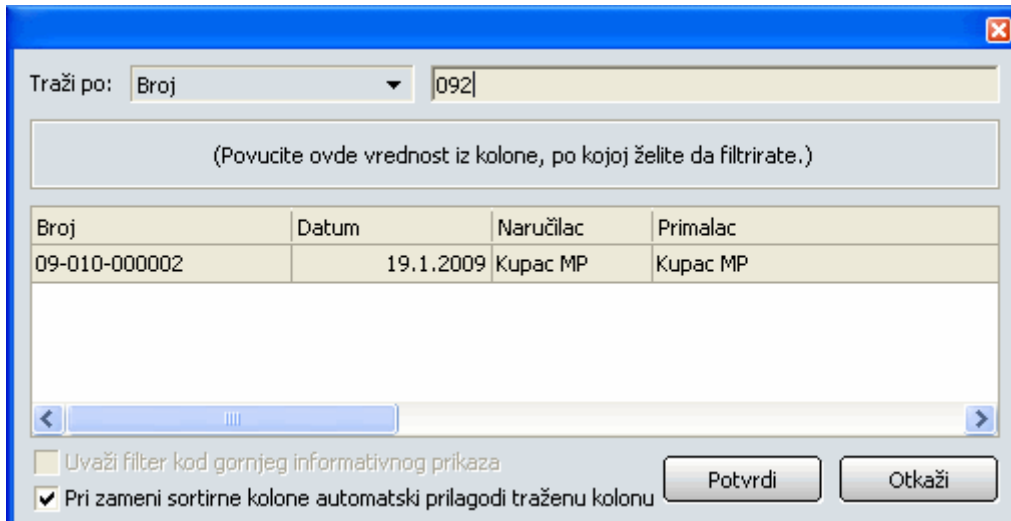 Traži po: Broj 092
(Povucite ovde vrednost iz kolone, po kojoj želite da filtrirate.)
Broj Datum Naručilac Primalac
09-010-000002 19.1.2009 Kupac MP Kupac MP
Uvaži filter kod gornjeg informativnog prikaza
Pri zameni sortirne kolone automatski prilagodi traženu kolonu
Potvrdi Otkaži